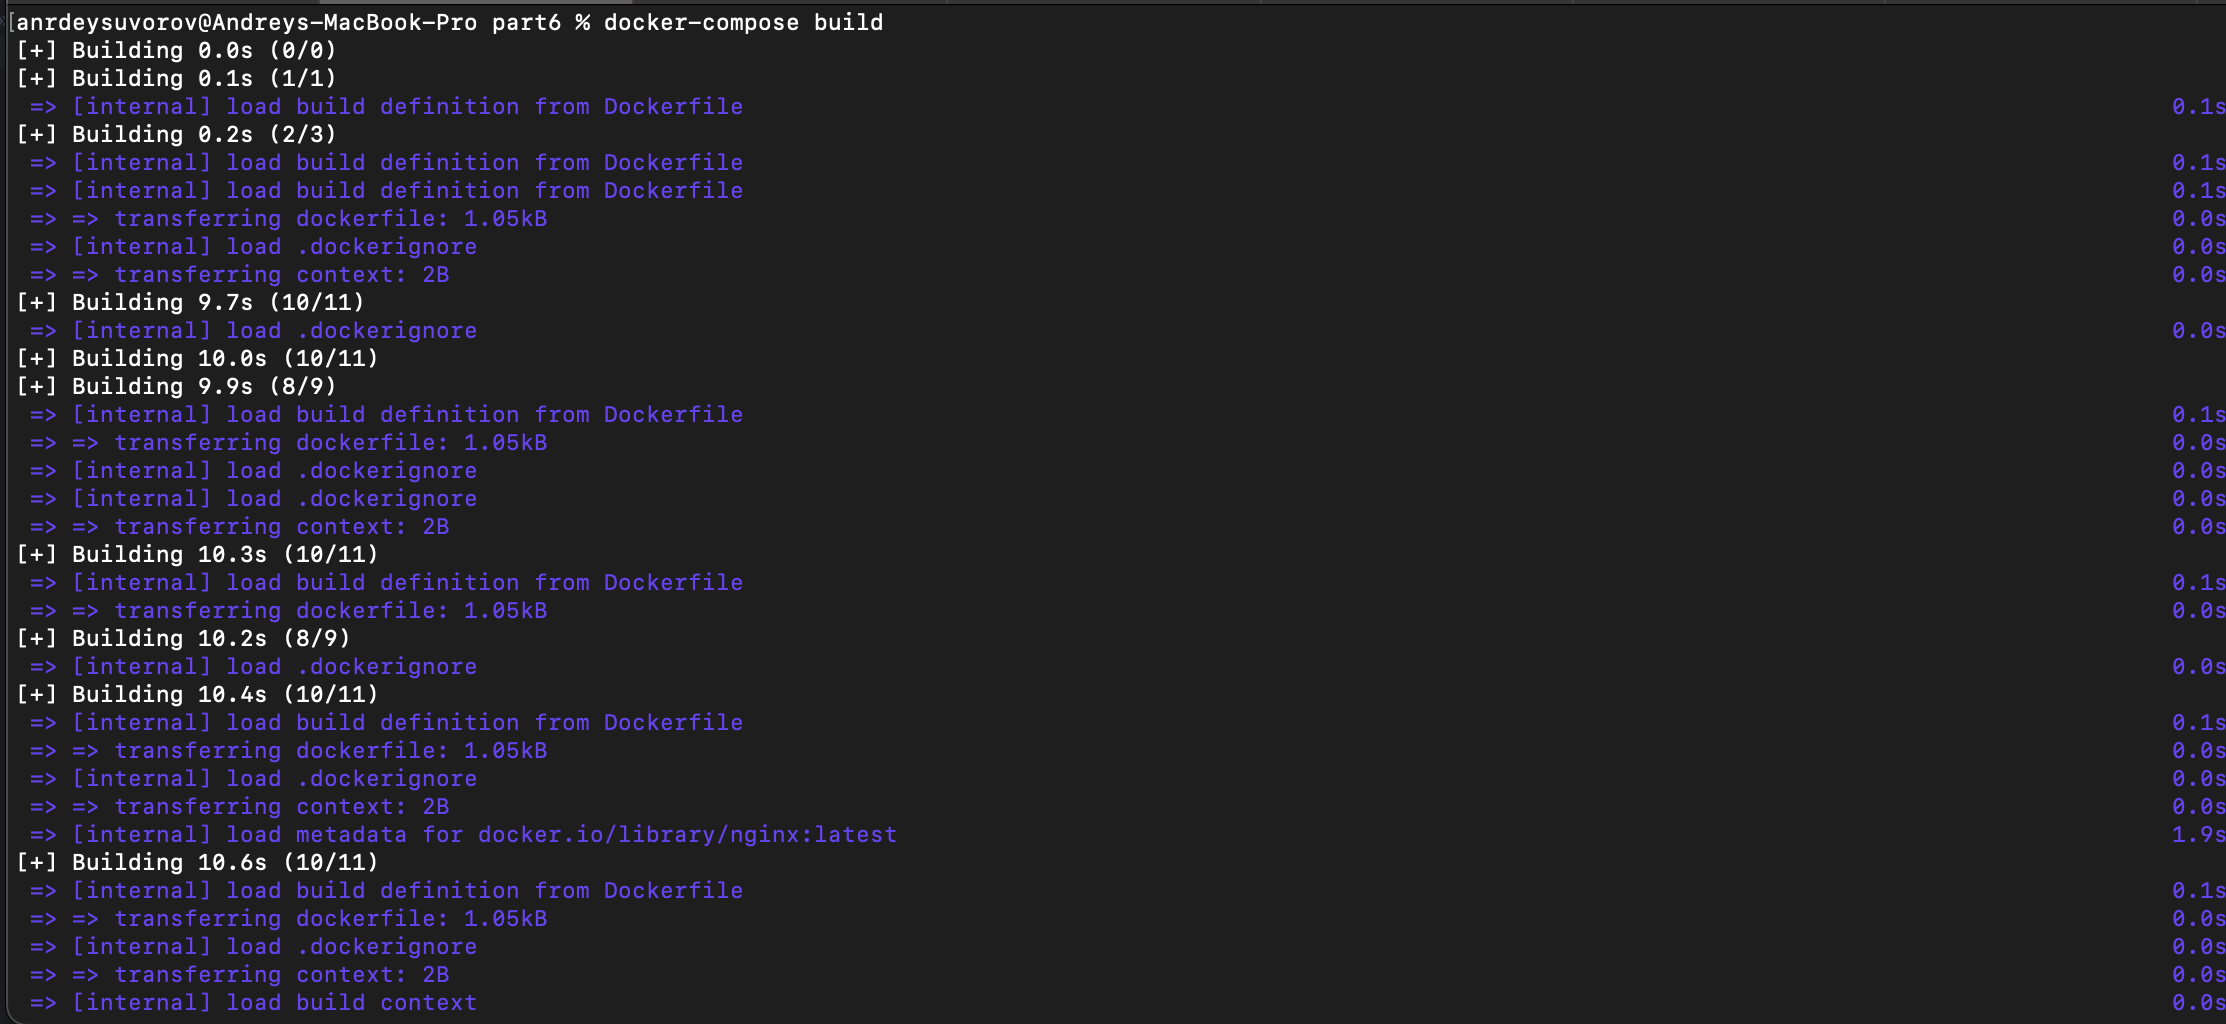 [anrdeysuvorov@Andreys-MacBook-Pro part6 % docker-compose build
[+] Building 0.0s (0/0)
[+] Building 0.1s (1/1)
=> [internal] load build definition from Dockerfile 0.1s
[+] Building 0.2s (2/3)
=> [internal] load build definition from Dockerfile 0.1s
=> [internal] load build definition from Dockerfile 0.1s
=> => transferring dockerfile: 1.05kB 0.0s
=> [internal] load .dockerignore 0.0s
=> => transferring context: 2B 0.0s
[+] Building 9.7s (10/11)
=> [internal] load .dockerignore 0.0s
[+] Building 10.0s (10/11)
[+] Building 9.9s (8/9)
=> [internal] load build definition from Dockerfile 0.1s
=> => transferring dockerfile: 1.05kB 0.0s
=> [internal] load .dockerignore 0.0s
=> [internal] load .dockerignore 0.0s
=> => transferring context: 2B 0.0s
[+] Building 10.3s (10/11)
=> [internal] load build definition from Dockerfile 0.1s
=> => transferring dockerfile: 1.05kB 0.0s
[+] Building 10.2s (8/9)
=> [internal] load .dockerignore 0.0s
[+] Building 10.4s (10/11)
=> [internal] load build definition from Dockerfile 0.1s
=> => transferring dockerfile: 1.05kB 0.0s
=> [internal] load .dockerignore 0.0s
=> => transferring context: 2B 0.0s
=> [internal] load metadata for docker.io/library/nginx:latest 1.9s
[+] Building 10.6s (10/11)
=> [internal] load build definition from Dockerfile 0.1s
=> => transferring dockerfile: 1.05kB 0.0s
=> [internal] load .dockerignore 0.0s
=> => transferring context: 2B 0.0s
=> [internal] load build context 0.0s